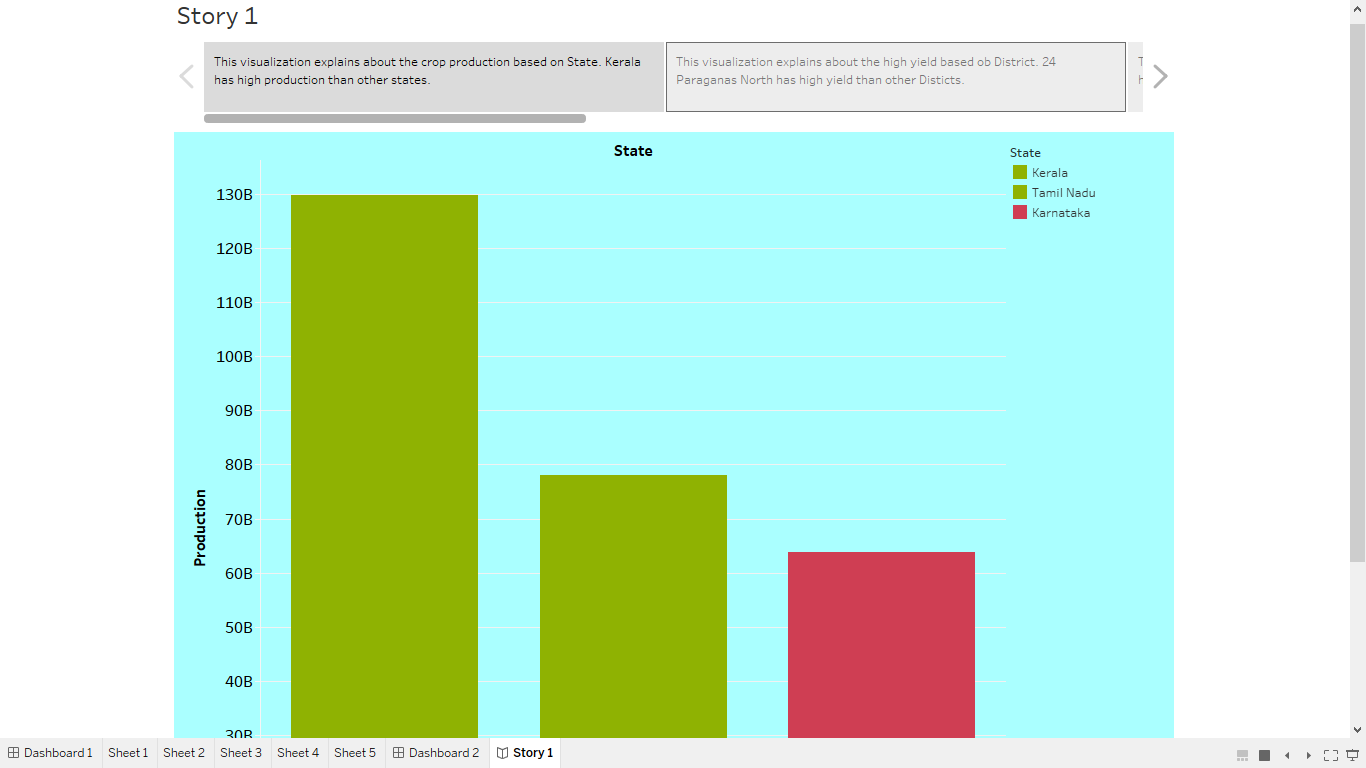 Story 1
This visualization explains about the crop production based on State. Kerala
has high production than other states.
This visualization explains about the high yield based ob District. 24
Paraganas North has high yield than other Disticts.
State
State
Kerala
Tamil Nadu
Karnataka
130B
120B
110B
100B
90B
80B
70B
60B
50B
40B
30B
Production
Dashboard 1 Sheet 1 Sheet 2 Sheet 3 Sheet 4 Sheet 5 Dashboard 2 Story 1